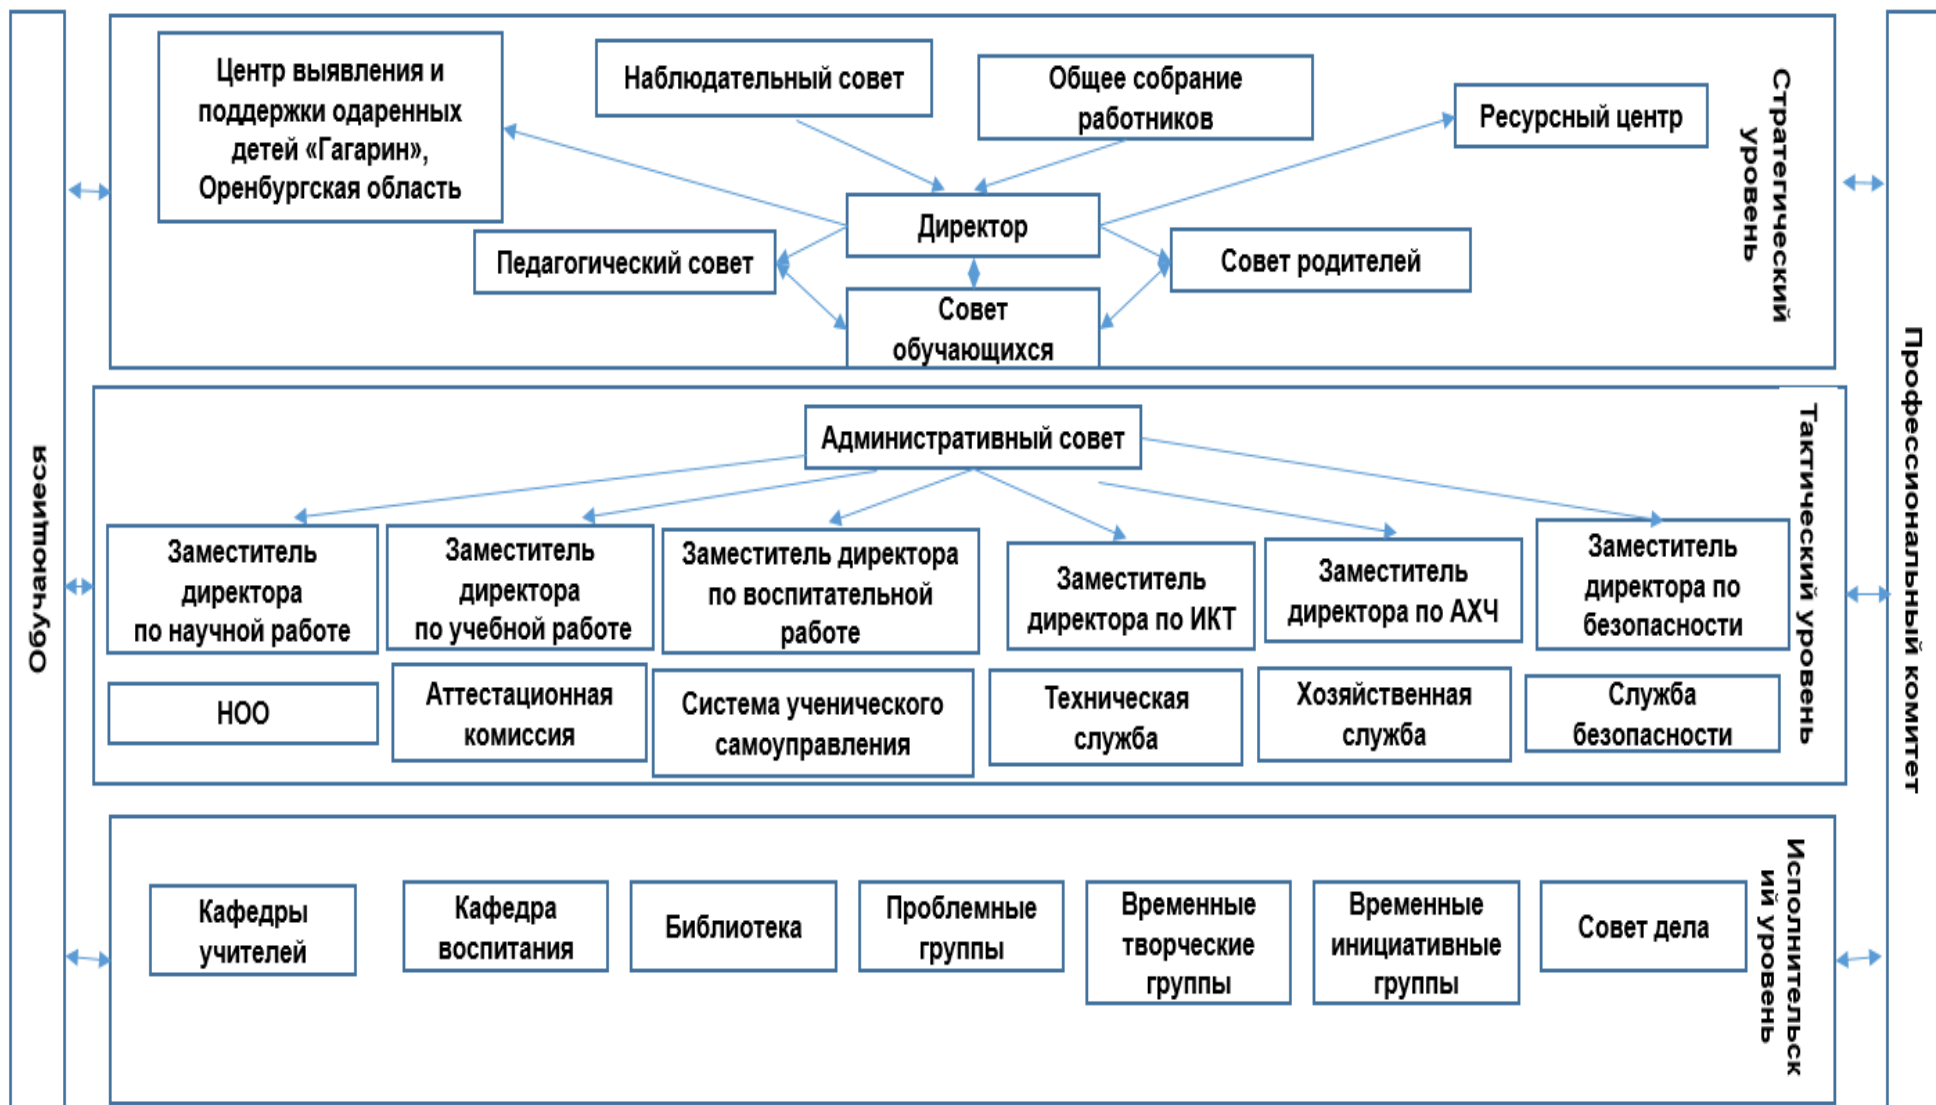 Обучающиеся
Центр выявления и
поддержки одаренных
детей «Гагарин»,
Оренбургская область
Наблюдательный совет
Общее собрание
работников
Ресурсный центр
Директор
Педагогический совет
Совет родителей
Совет
обучающихся
Стратегический
уровень
Административный совет
Заместитель
директора
по научной работе
Заместитель
директора
по учебной работе
Заместитель директора
по воспитательной
работе
Заместитель
директора по ИКТ
Заместитель
директора по АХЧ
Заместитель
директора по
безопасности
НОО
Аттестационная
комиссия
Система ученического
самоуправления
Техническая
служба
Хозяйственная
служба
Служба
безопасности
Тактический уровень
Кафедры
учителей
Кафедра
воспитания
Библиотека
Проблемные
группы
Временные
творческие
группы
Временные
инициативные
группы
Совет дела
Исполнительск
ий уровень
Профессиональный комитет